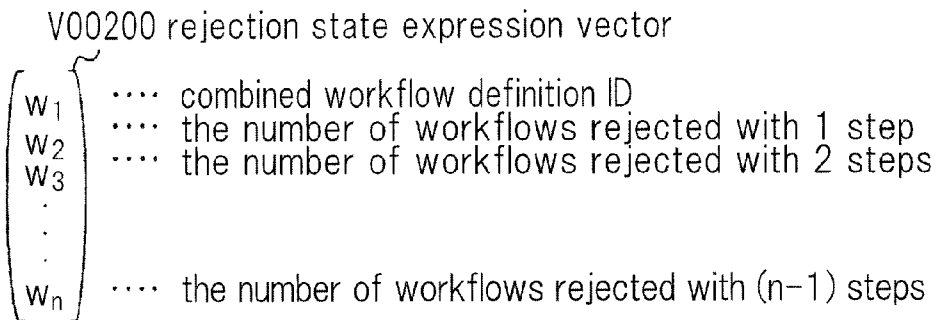 V00200 rejection state expression vector
w1 ···· combined workflow definition ID
w2 ···· the number of workflows rejected with 1 step
w3 ···· the number of workflows rejected with 2 steps
·
·
·
wn ···· the number of workflows rejected with (n-1) steps